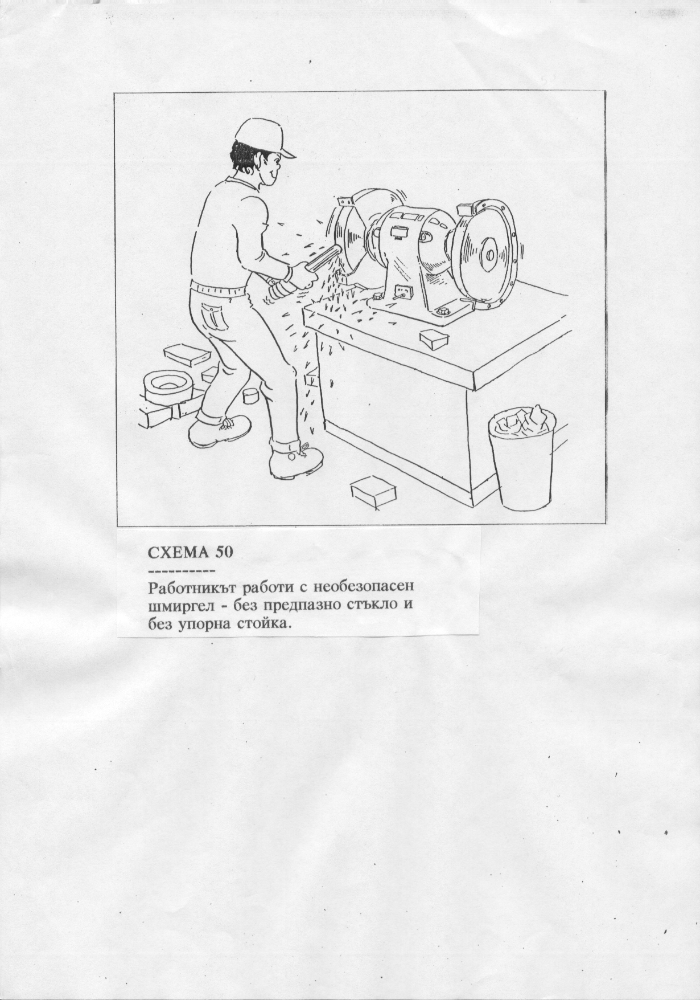 СХЕМА 50
----------
Работникът работи с необезопасен
шмиргел - без предпазно стъкло и
без упорна стойка.